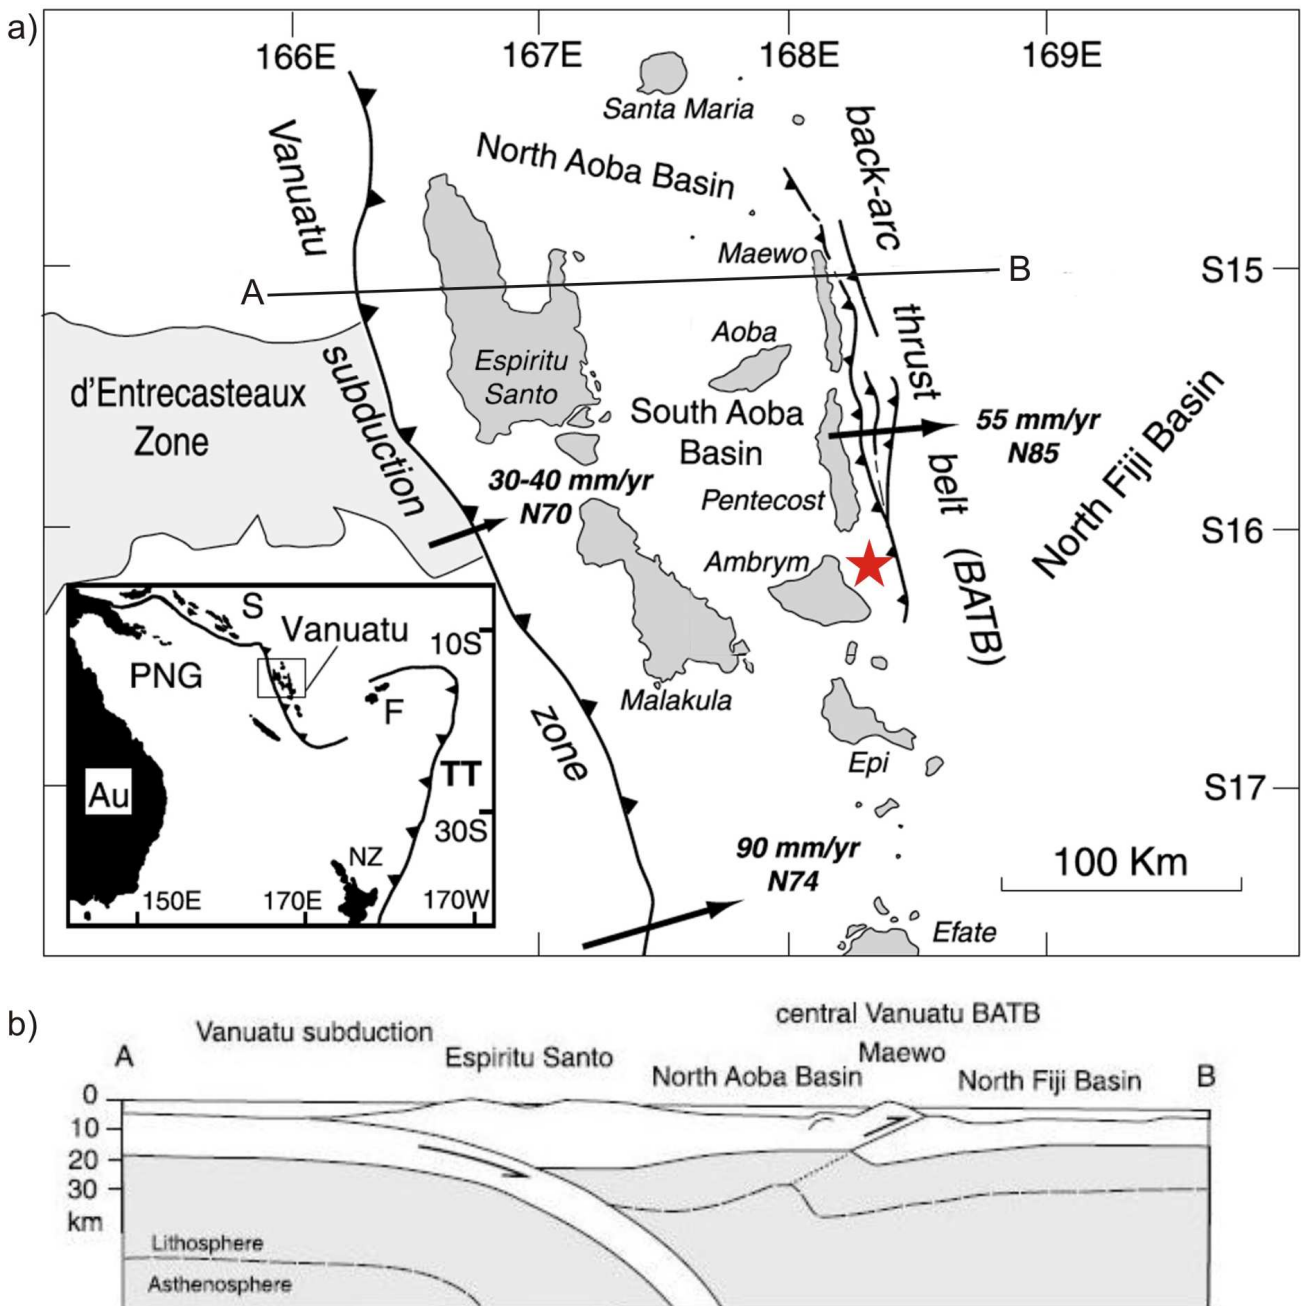 a)
166E
167E
168E
169E
Santa Maria
Vanuatu
North Aoba Basin
back-arc
Maewo
S15
A
B
d'Entrecasteaux
Zone
subduction
Espiritu
Santo
Aoba
thrust
South Aoba
Basin
55 mm/yr
N85
30-40 mm/yr
N70
Pentecost
belt
North Fiji Basin
S16
Ambrym
(BATB)
S
Vanuatu
10S
PNG
F
Malakula
zone
Epi
S17
Au
TT
30S
NZ
150E
170E
170W
90 mm/yr
N74
100 Km
Efate
b)
central Vanuatu BATB
Vanuatu subduction
A
Espiritu Santo
Maewo
North Aoba Basin
North Fiji Basin
B
0
10
20
30
km
Lithosphere
Asthenosphere